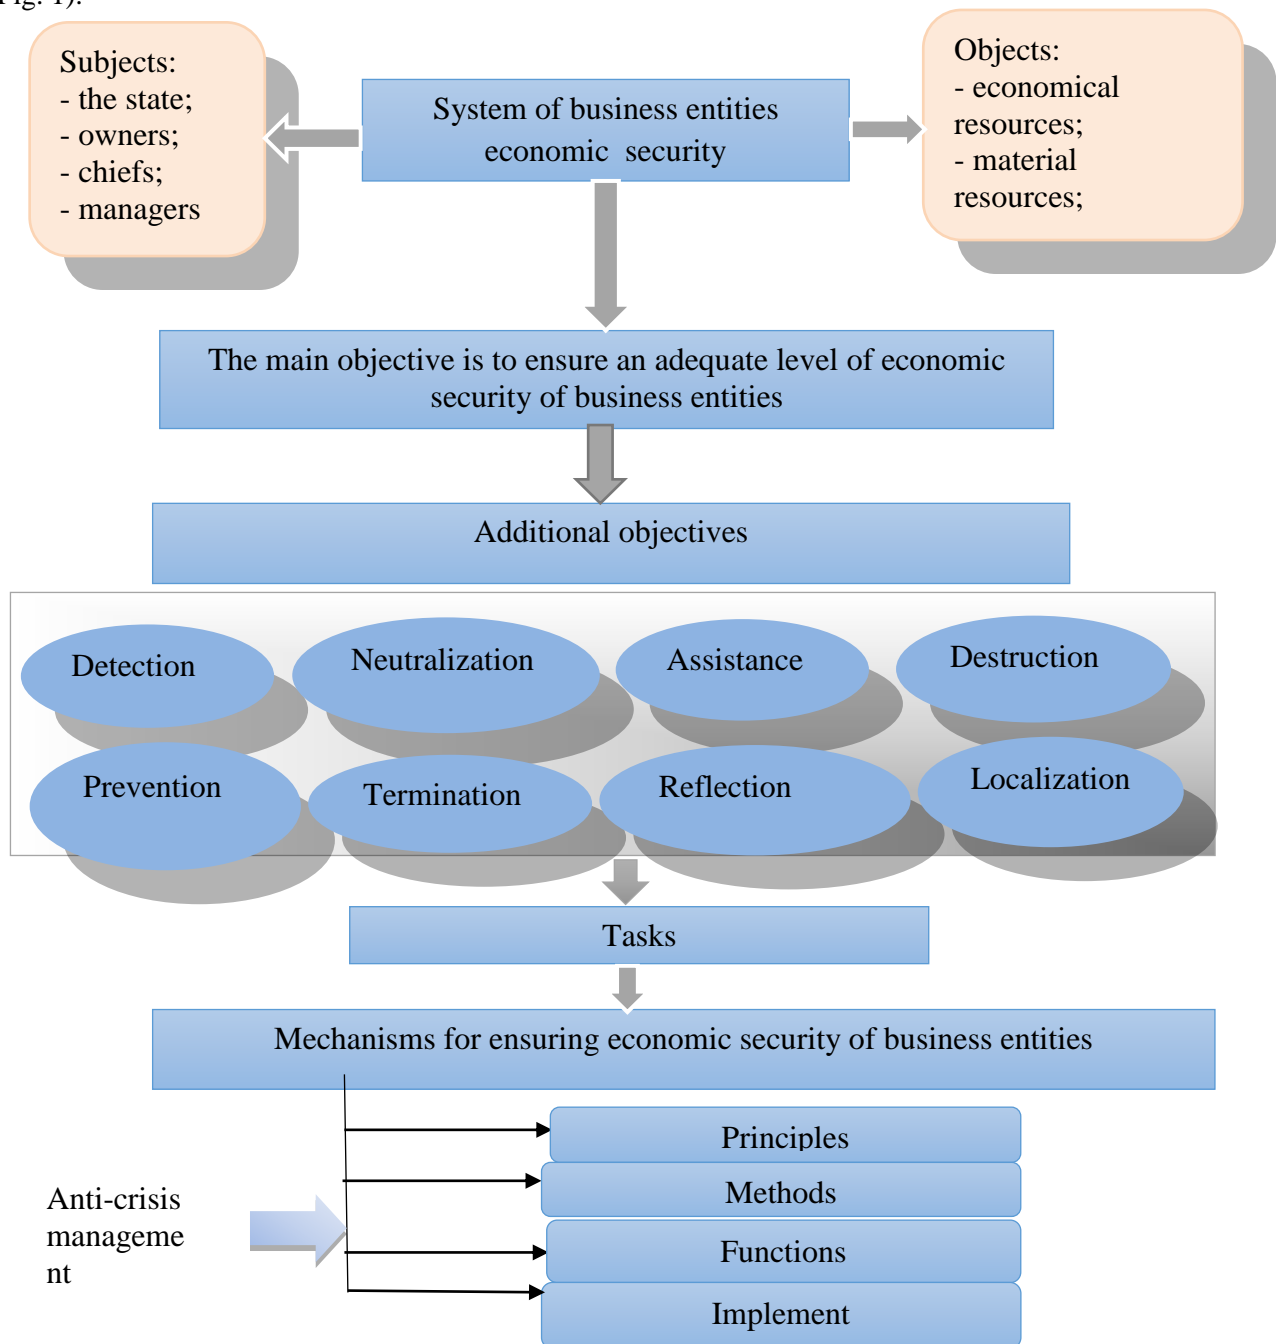 Fig. 1).
Subjects:
- the state;
- owners;
- chiefs;
- managers
System of business entities
economic security
Objects:
- economical
resources;
- material
resources;
The main objective is to ensure an adequate level of economic
security of business entities
Additional objectives
Detection
Neutralization
Assistance
Destruction
Prevention
Termination
Reflection
Localization
Tasks
Mechanisms for ensuring economic security of business entities
Principles
Methods
Functions
Implement
Anti-crisis
manageme
nt